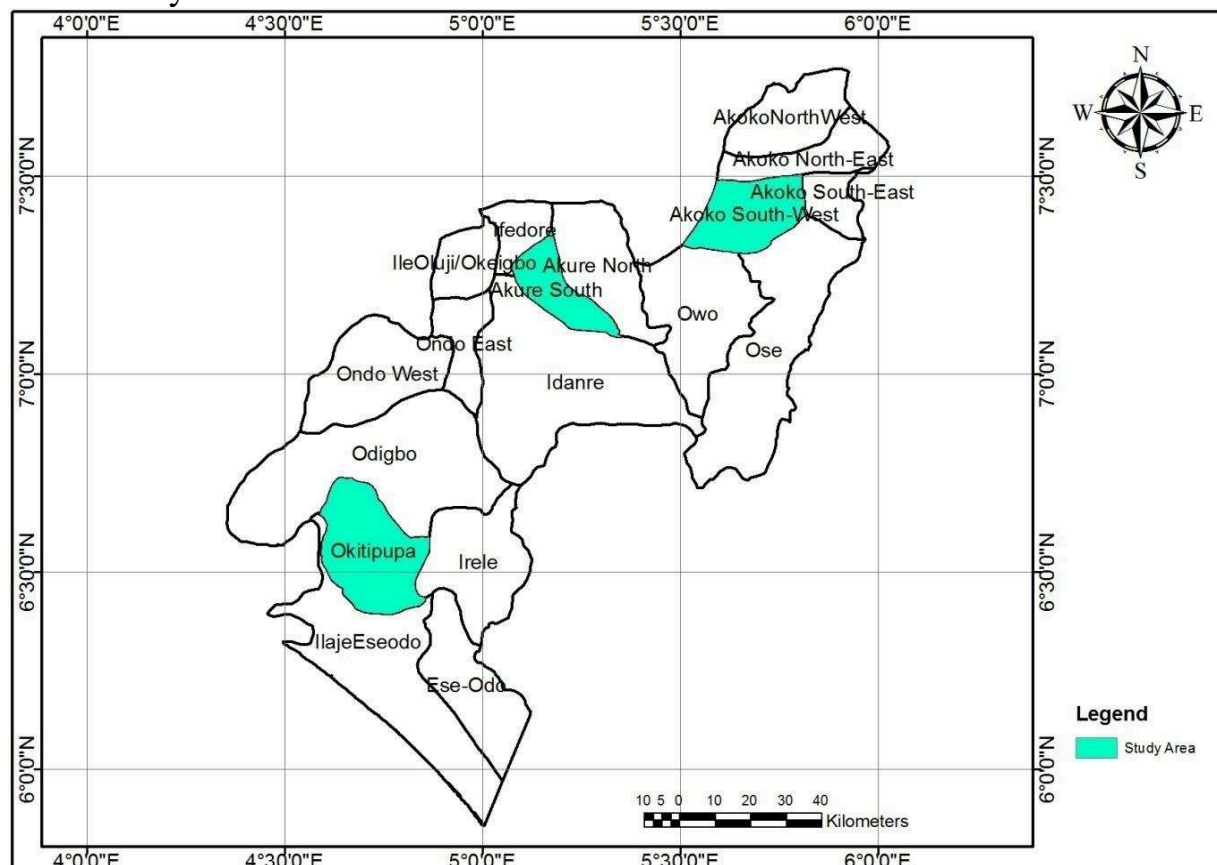 4°0'0"E 4°30'0"E 5°0'0"E 5°30'0"E 6°0'0"E
N
W E
S
AkokoNorthWest
Akoko North-East
7°30'0"N 7°30'0"N
Akoko South-East
Akoko South-West
Ifedore
IleOluji/Okeigbo Akure North
Akure South
Owo
Ondo East Ose
7°0'0"N 7°0'0"N
Ondo West Idanre
Odigbo
Okitipupa
Irele
6°30'0"N 6°30'0"N
IlajeEseodo
Ese-Odo
Legend
Study Area
6°0'0"N 6°0'0"N
10 5 0 10 20 30 40
Kilometers
4°0'0"E 4°30'0"E 5°0'0"E 5°30'0"E 6°0'0"E